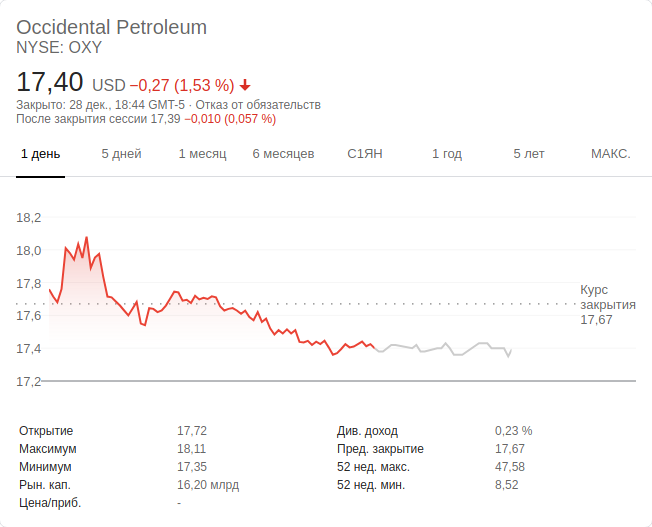 Occidental Petroleum
NYSE: OXY
17,40 USD −0,27 (1,53 %)
Закрыто: 28 дек., 18:44 GMT-5 · Отказ от обязательств
После закрытия сессии 17,39 −0,010 (0,057 %)
1 день 5 дней 1 месяц 6 месяцев С1ЯН 1 год 5 лет МАКС.
18,2
18,0
17,8
17,6
17,4
17,2
Курс
закрытия
17,67
Открытие 17,72 Див. доход 0,23 %
Максимум 18,11 Пред. закрытие 17,67
Минимум 17,35 52 нед. макс. 47,58
Рын. кап. 16,20 млрд 52 нед. мин. 8,52
Цена/приб. -